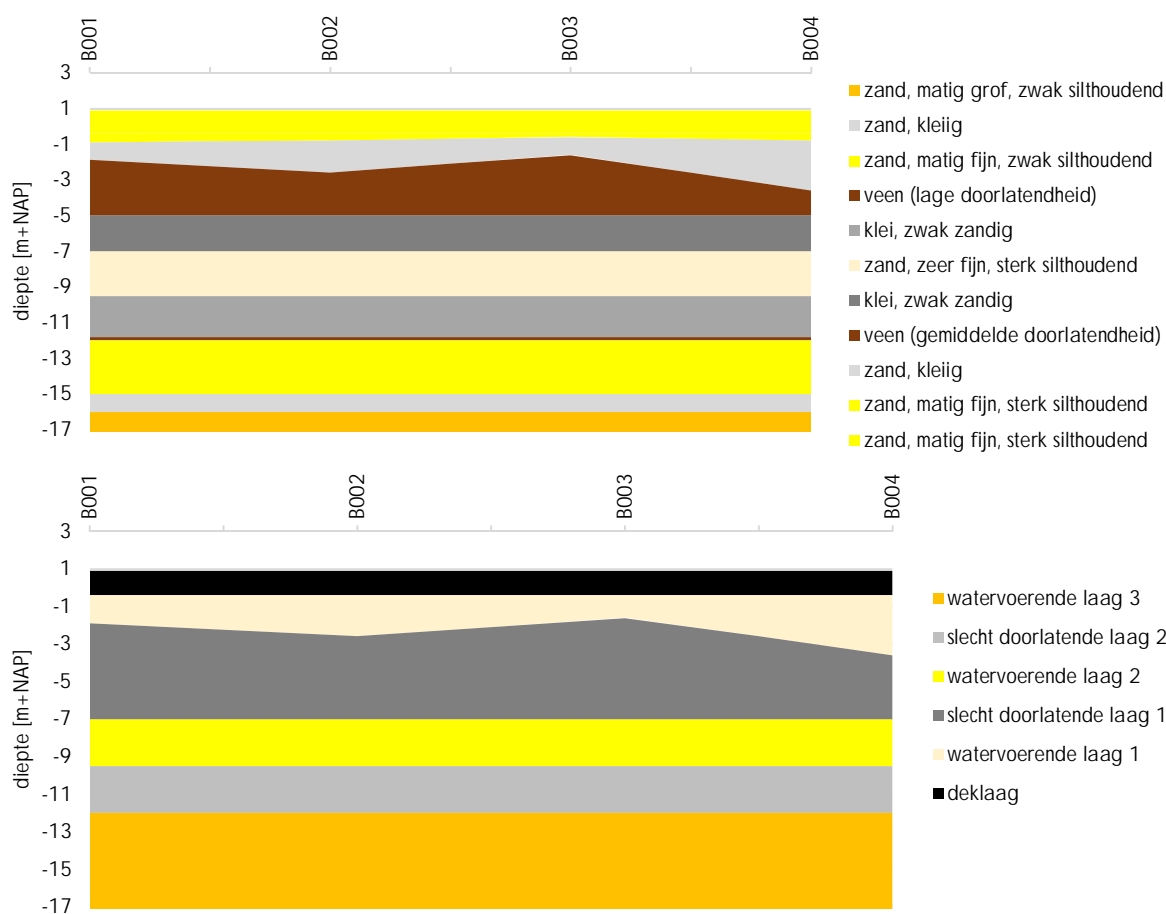 B001
B002
B003
B004
3
1
-1
-3
-5
-7
-9
-11
-13
-15
-17
diepte [m+NAP]
zand, matig grof, zwak silthoudend
zand, kleiig
zand, matig fijn, zwak silthoudend
veen (lage doorlatendheid)
klei, zwak zandig
zand, zeer fijn, sterk silthoudend
klei, zwak zandig
veen (gemiddelde doorlatendheid)
zand, kleiig
zand, matig fijn, sterk silthoudend
zand, matig fijn, sterk silthoudend
B001
B002
B003
B004
3
1
-1
-3
-5
-7
-9
-11
-13
-15
-17
diepte [m+NAP]
watervoerende laag 3
slecht doorlatende laag 2
watervoerende laag 2
slecht doorlatende laag 1
watervoerende laag 1
deklaag